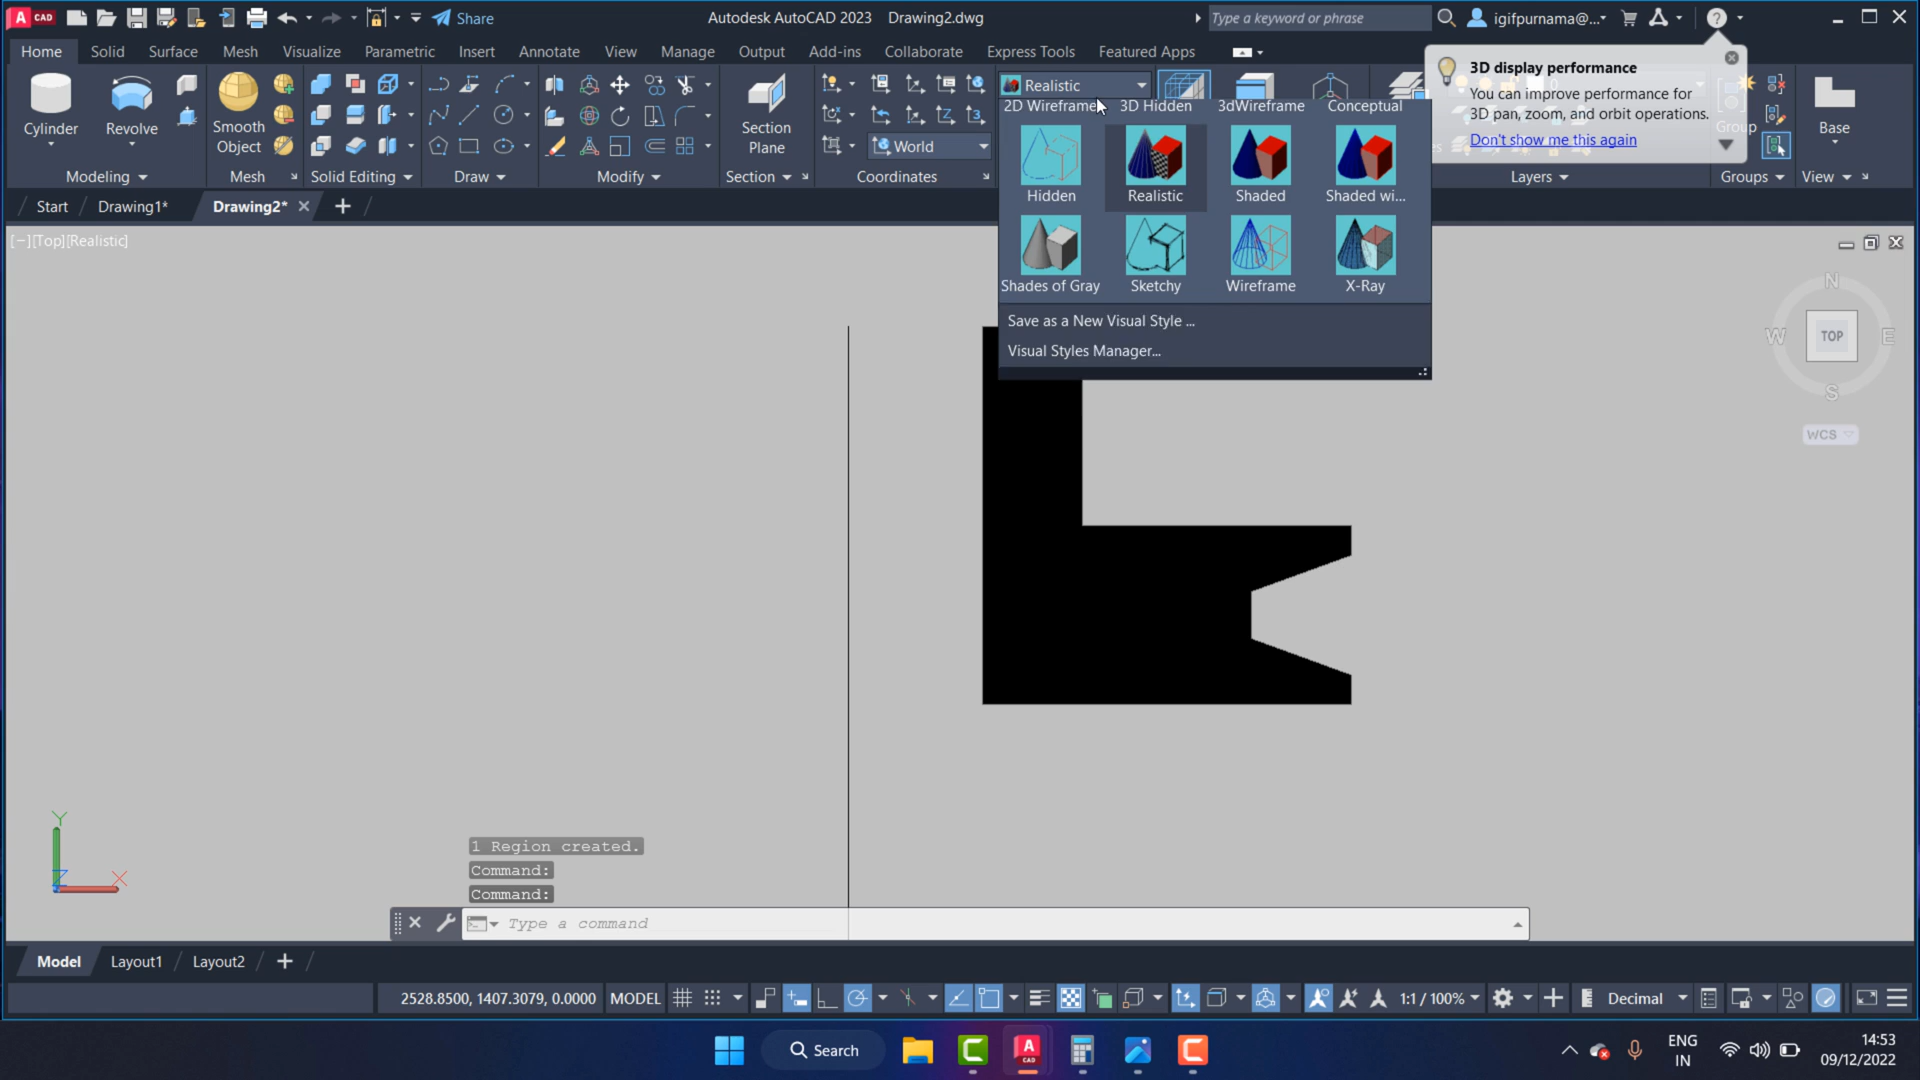 CAD Share Autodesk AutoCAD 2023 Drawing2.dwg Type a keyword or phrase igifpurnama@...
Home Solid Surface Mesh Visualize Parametric Insert Annotate View Manage Output Add-ins Collaborate Express Tools Featured Apps
Cylinder Revolve Smooth Object Section Plane World Realistic Group Base
Modeling Mesh Solid Editing Draw Modify Section Coordinates Layers Groups View
3D display performance
You can improve performance for
3D pan, zoom, and orbit operations.
Don't show me this again
2D Wireframe 3D Hidden 3dWireframe Conceptual
Hidden Realistic Shaded Shaded wi...
Shades of Gray Sketchy Wireframe X-Ray
Save as a New Visual Style ...
Visual Styles Manager...
Start Drawing1* Drawing2*
[−][Top][Realistic]
N
W TOP E
S
WCS
Y
Z X
1 Region created.
Command:
Command:
Type a command
Model Layout1 Layout2
2528.8500, 1407.3079, 0.0000 MODEL 1:1 / 100% Decimal
Search A CAD ENG IN 14:53
09/12/2022